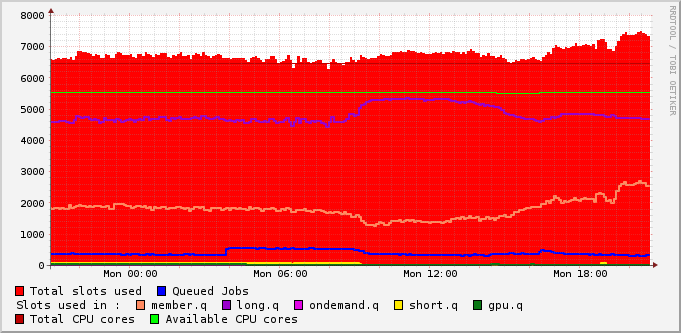 8000
7000
6000
5000
4000
3000
2000
1000
0
Mon 00:00 Mon 06:00 Mon 12:00 Mon 18:00
RRDTOOL / TOBI OETIKER
Total slots used Queued Jobs
Slots used in : member.q long.q ondemand.q short.q gpu.q
Total CPU cores Available CPU cores